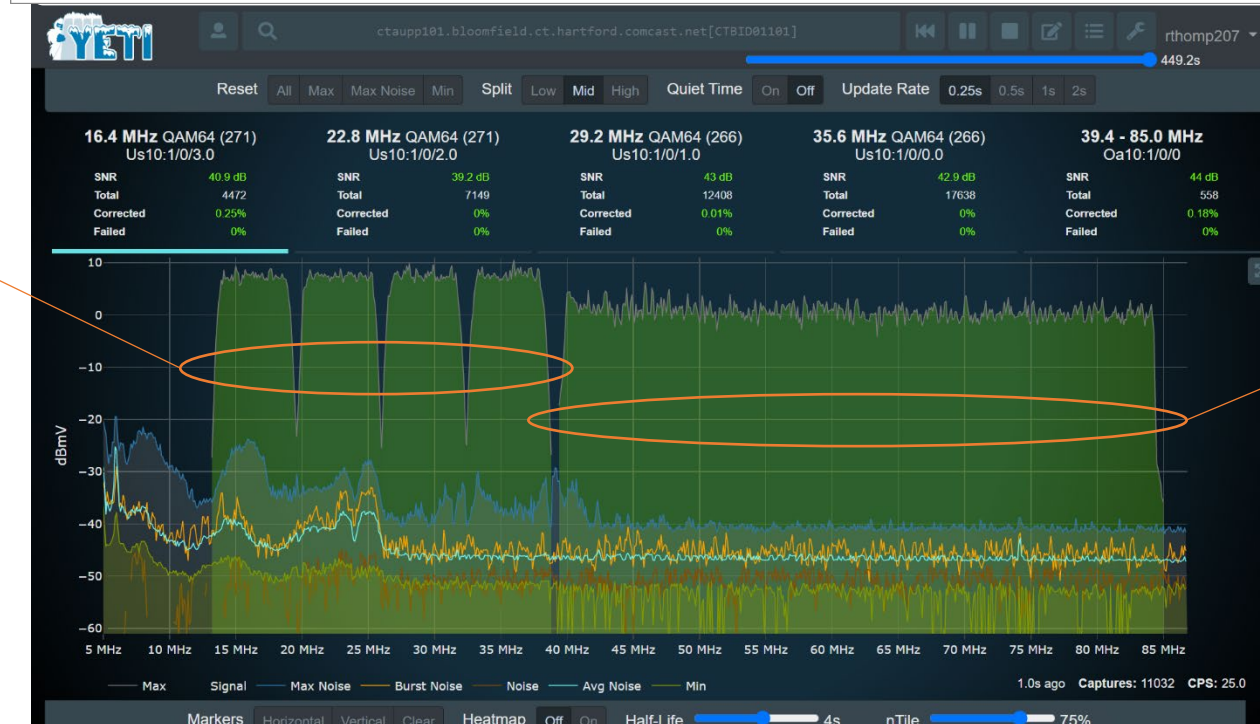 YETI
ctaupp101.bloomfield.ct.hartford.comcast.net[CTBID01101]
rthomp207
449.2s
Reset All Max Max Noise Min Split Low Mid High Quiet Time On Off Update Rate 0.25s 0.5s 1s 2s
16.4 MHz QAM64 (271) 22.8 MHz QAM64 (271) 29.2 MHz QAM64 (266) 35.6 MHz QAM64 (266) 39.4 - 85.0 MHz
Us10:1/0/3.0 Us10:1/0/2.0 Us10:1/0/1.0 Us10:1/0/0.0 Oa10:1/0/0
SNR 40.9 dB SNR 39.2 dB SNR 43 dB SNR 42.9 dB SNR 44 dB
Total 4472 Total 7149 Total 12408 Total 17638 Total 558
Corrected 0.25% Corrected 0% Corrected 0.01% Corrected 0% Corrected 0.18%
Failed 0% Failed 0% Failed 0% Failed 0% Failed 0%
10
0
−10
−20
dBmV
−30
−40
−50
−60
5 MHz 10 MHz 15 MHz 20 MHz 25 MHz 30 MHz 35 MHz 40 MHz 45 MHz 50 MHz 55 MHz 60 MHz 65 MHz 70 MHz 75 MHz 80 MHz 85 MHz
Max Signal Max Noise Burst Noise Noise Avg Noise Min 1.0s ago Captures: 11032 CPS: 25.0
Markers Horizontal Vertical Clear Heatmap Off On Half-Life 4s nTile 75%